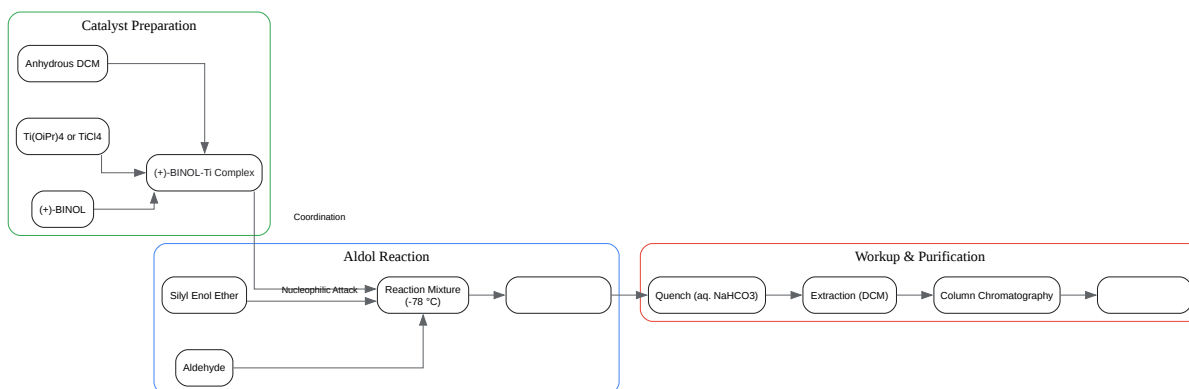 Catalyst Preparation
Anhydrous DCM
Ti(OiPr)4 or TiCl4
(+)-BINOL-Ti Complex
(+)-BINOL
Coordination
Aldol Reaction
Silyl Enol Ether
Nucleophilic Attack
Reaction Mixture
(-78 °C)
Aldehyde
Workup & Purification
Quench (aq. NaHCO3)
Extraction (DCM)
Column Chromatography